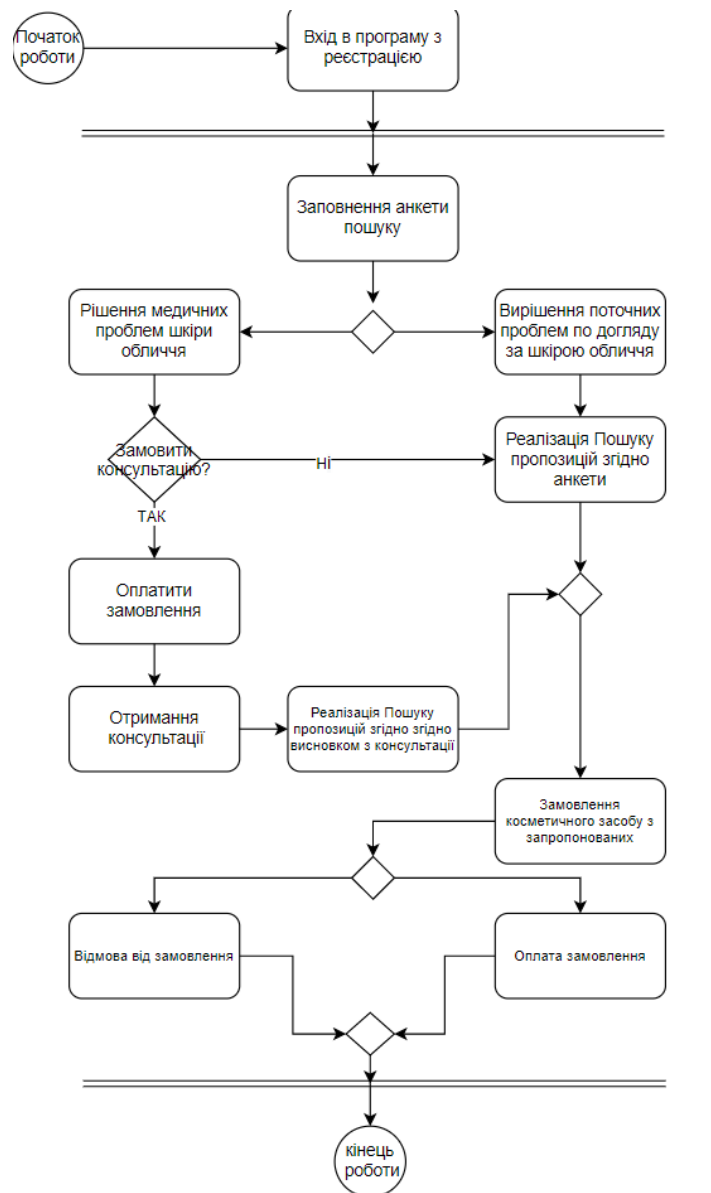 Початок
роботи
Вхід в програму з
реєстрацією
Заповнення анкети
пошуку
Рішення медичних
проблем шкіри
обличчя
Вирішення поточних
проблем по догляду
за шкірою обличчя
Замовити
консультацію?
Ні
Реалізація Пошуку
пропозицій згідно
анкети
ТАК
Оплатити
замовлення
Отримання
консультації
Реалізація Пошуку
пропозицій згідно згідно
висновком з консультації
Замовлення
косметичного засобу з
запропонованих
Відмова від замовлення
Оплата замовлення
кінець
роботи